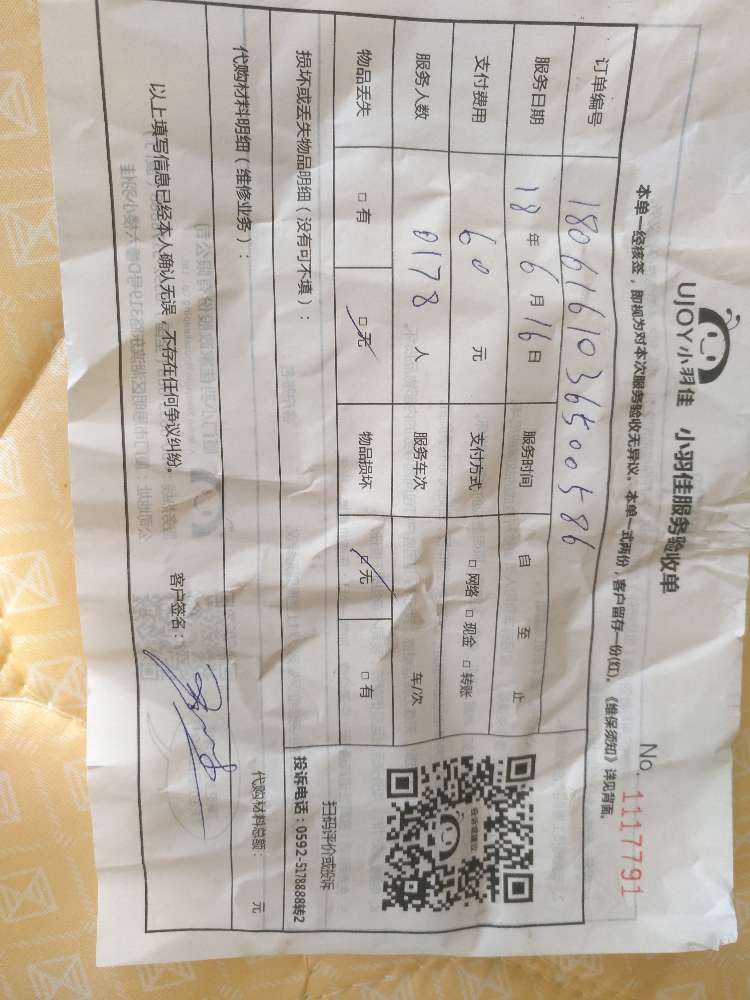 UJOY小羽佳 小羽佳服务验收单
No. 1117791
本单一经核签，即视为对本次服务验收无异议。本单一式两份，客户留存一份(红)。《维保须知》详见背面。
订单编号 1806161036500586
服务日期 18 年 6 月 16 日 服务时间 自 至 止
支付费用 60 元 支付方式 □ 网络 □ 现金 □ 转账
服务人数 0178 人 服务车次 车/次
物品丢失 □ 有 □ 无 物品损坏 □ 无 □ 有
扫码评价或投诉
损坏或丢失物品明细（没有可不填）：
投诉电话：0592-5178888转2
代购材料明细（维修业务）：
代购材料总额： 元
以上填写信息已经本人确认无误，不存在任何争议纠纷。 客户签名：